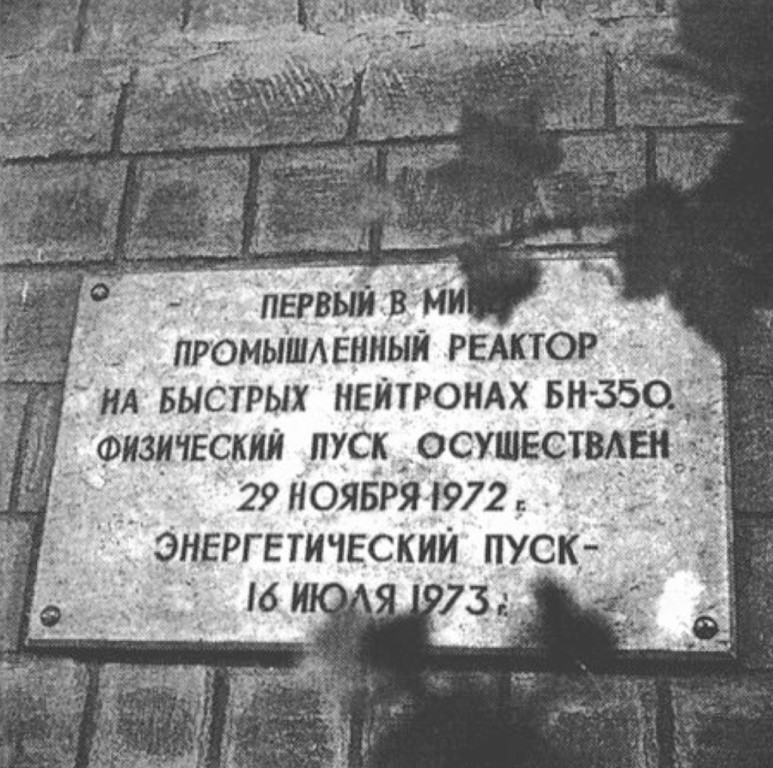 ПЕРВЫЙ В
ПРОМЫШЛЕННЫЙ РЕАКТОР
НА БЫСТРЫХ НЕЙТРОНАХ БН-350.
ФИЗИЧЕСКИЙ ПУСК ОСУЩЕСТВЛЕН
29 НОЯБРЯ 1972 г.
ЭНЕРГЕТИЧЕСКИЙ ПУСК-
16 ИЮЛЯ 1973 г.